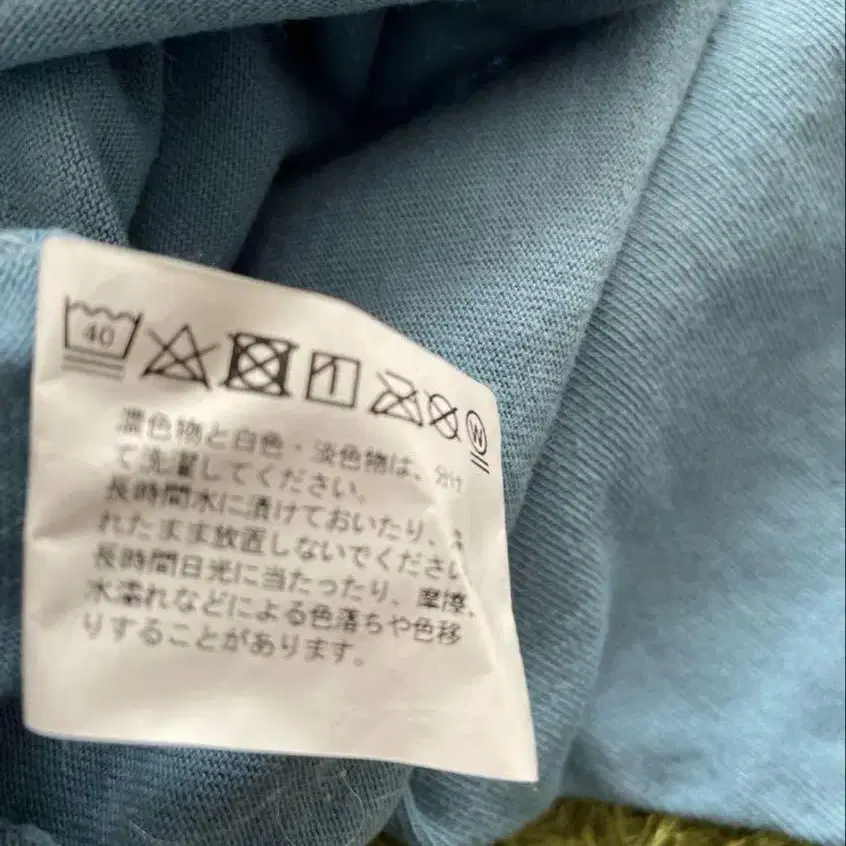 40
W
濃色物と白色・淡色物は、分け
て洗濯してください。
長時間水に漬けておいたり、
れたまま放置しないでください
長時間日光に当たったり、摩擦、
水濡れなどによる色落ちや色移
りすることがあります。